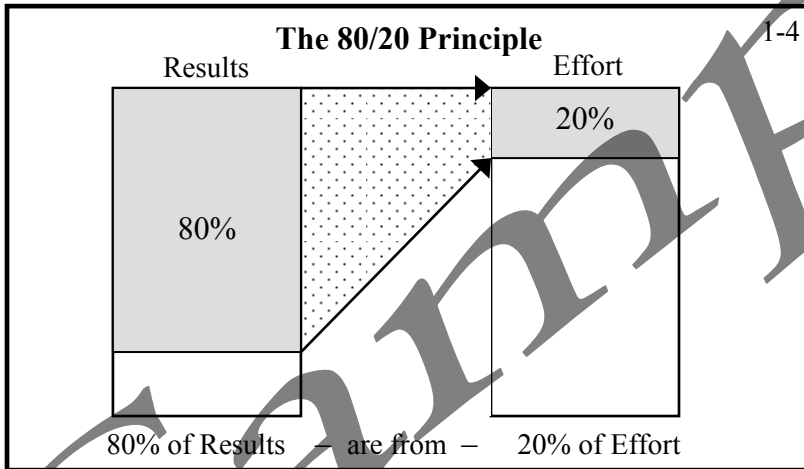 The 80/20 Principle
1-4
Results
Effort
20%
80%
80% of Results – are from – 20% of Effort